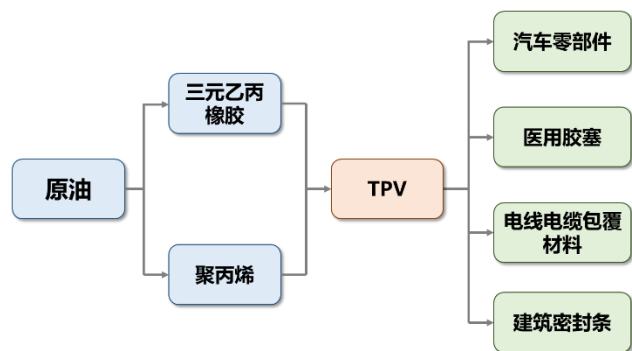 原油
三元乙丙
橡胶
聚丙烯
TPV
汽车零部件
医用胶塞
电线电缆包覆
材料
建筑密封条